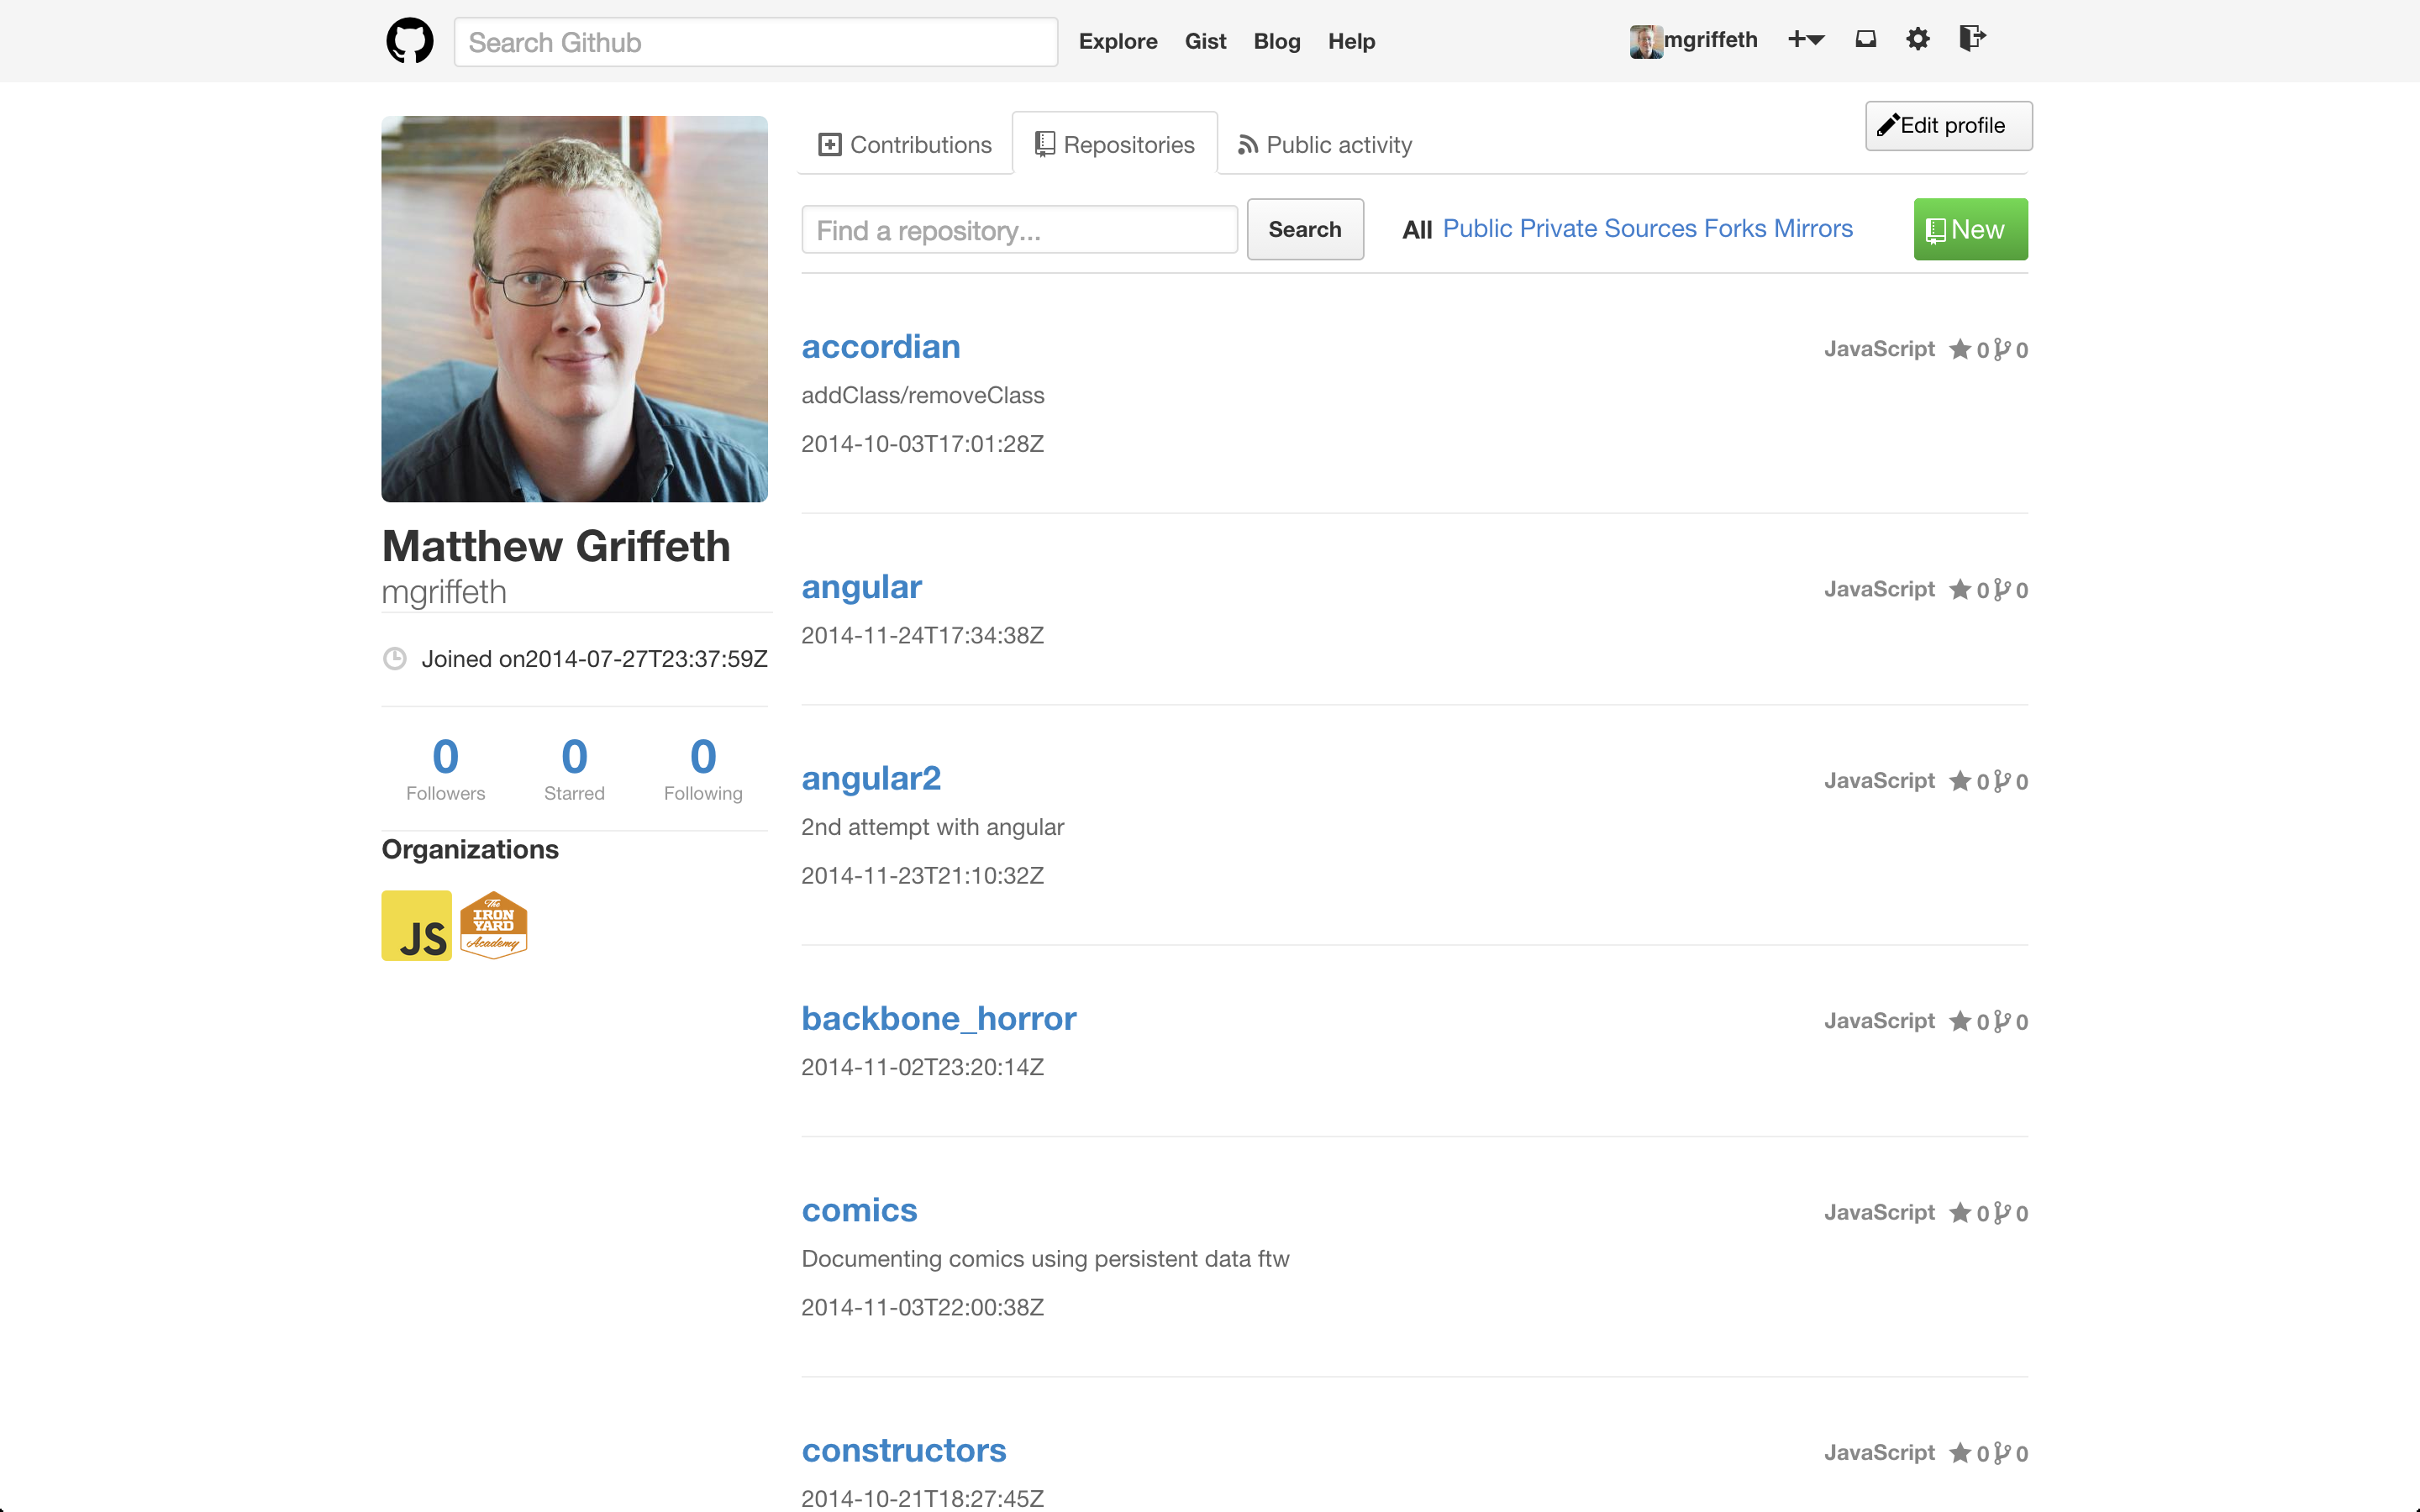 Search Github Explore Gist Blog Help mgriffeth
Contributions Repositories Public activity Edit profile
Find a repository... Search All Public Private Sources Forks Mirrors New
Matthew Griffeth
mgriffeth
Joined on2014-07-27T23:37:59Z
0 0 0
Followers Starred Following
Organizations
JS
The
IRON
YARD
Academy
accordian JavaScript 0 0
addClass/removeClass
2014-10-03T17:01:28Z
angular JavaScript 0 0
2014-11-24T17:34:38Z
angular2 JavaScript 0 0
2nd attempt with angular
2014-11-23T21:10:32Z
backbone_horror JavaScript 0 0
2014-11-02T23:20:14Z
comics JavaScript 0 0
Documenting comics using persistent data ftw
2014-11-03T22:00:38Z
constructors JavaScript 0 0
2014-10-21T18:27:45Z